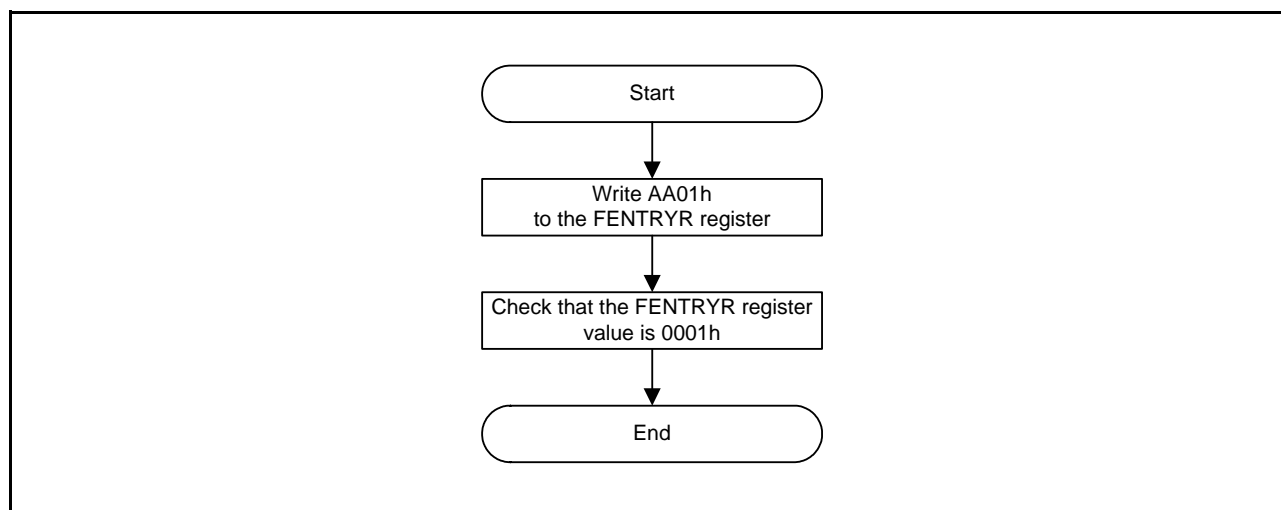 Start
Write AA01h
to the FENTRYR register
Check that the FENTRYR register
value is 0001h
End